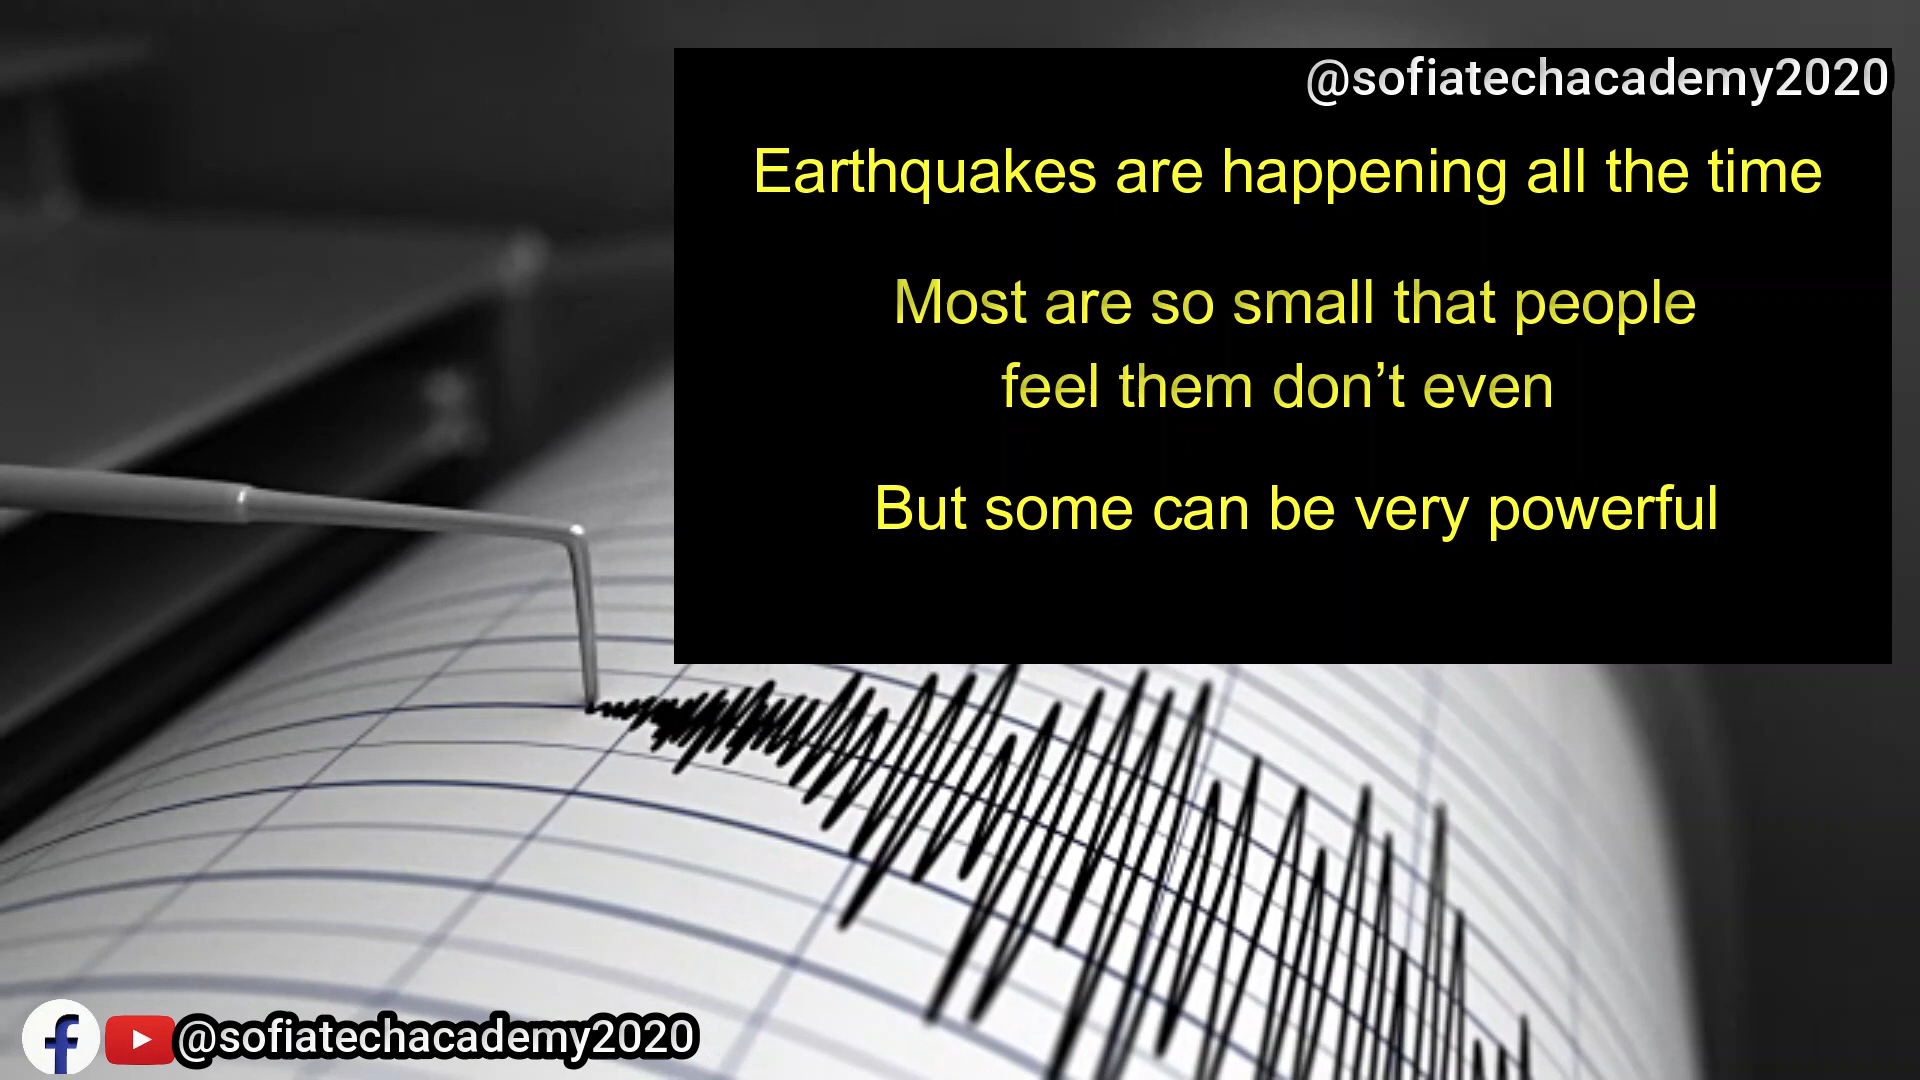 @sofiatechacademy2020
Earthquakes are happening all the time
Most are so small that people
feel them don’t even
But some can be very powerful
@sofiatechacademy2020